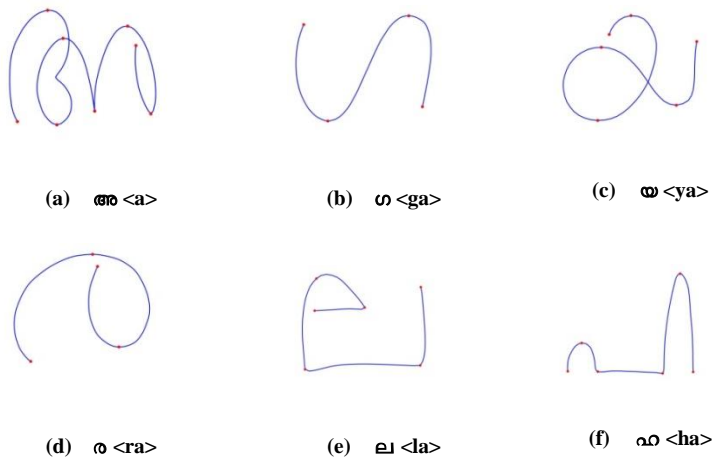 (a) അ <a>
(b) ഗ <ga>
(c) യ <ya>
(d) ര <ra>
(e) ല <la>
(f) ഹ <ha>